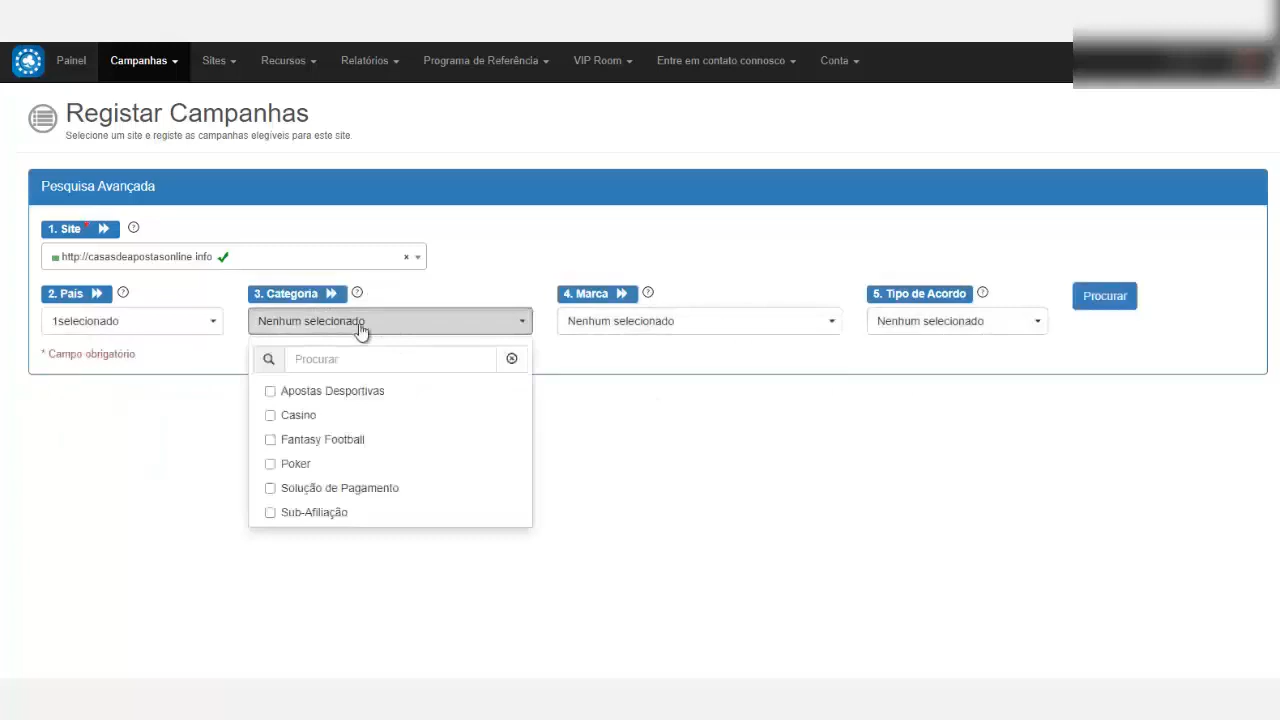 Painel Campanhas Sites Recursos Relatórios Programa de Referência VIP Room Entre em contato connosco Conta
Registar Campanhas
Selecione um site e registe as campanhas elegíveis para este site.
Pesquisa Avançada
1. Site *
http://casasdeapostasonline.info ×
2. País 3. Categoria 4. Marca 5. Tipo de Acordo Procurar
1selecionado Nenhum selecionado Nenhum selecionado Nenhum selecionado
* Campo obrigatório
Procurar
Apostas Desportivas
Casino
Fantasy Football
Poker
Solução de Pagamento
Sub-Afiliação